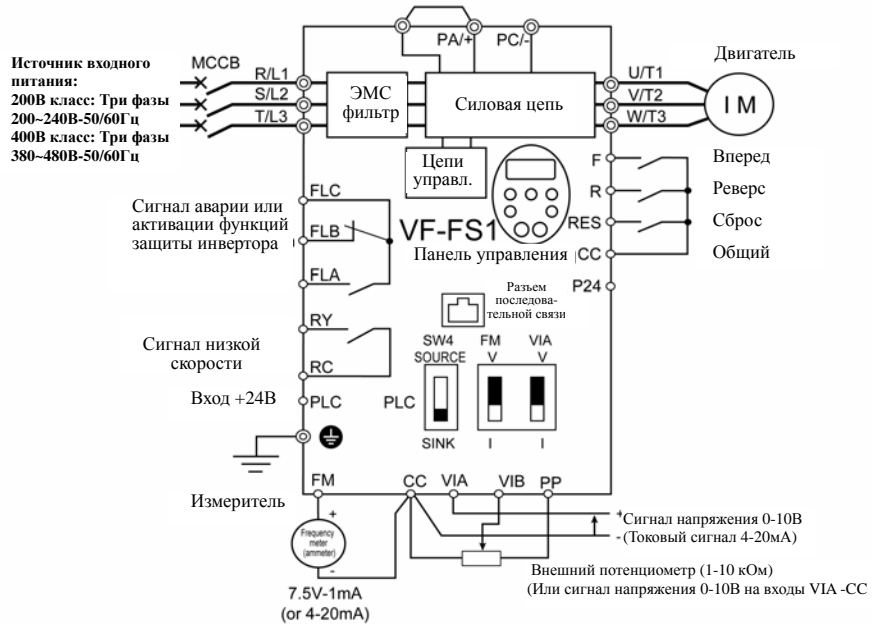 PA/+ PC/-
Источник входного
питания:
200В класс: Три фазы
200~240В-50/60Гц
400В класс: Три фазы
380~480В-50/60Гц
MCCB
R/L1
S/L2
T/L3
ЭМС
фильтр
Силовая цепь
Цепи
управл.
U/T1
V/T2
W/T3
Двигатель
I M
F
Вперед
R
Реверс
RES
Сброс
CC
Общий
P24
Сигнал аварии или
активации функций
защиты инвертора
FLC
FLB
FLA
VF-FS1
Панель управления
Разъем
последова-
тельной связи
Сигнал низкой
скорости
RY
RC
Вход +24В
PLC
SW4
SOURCE
PLC
SINK
FM
V
I
VIA
V
I
FM CC VIA VIB PP
Измеритель
+
Frequency
meter
(ammeter)
-
7.5V-1mA
(or 4-20mA)
+Сигнал напряжения 0-10В
-(Токовый сигнал 4-20мА)
Внешний потенциометр (1-10 кОм)
(Или сигнал напряжения 0-10В на входы VIA -CC